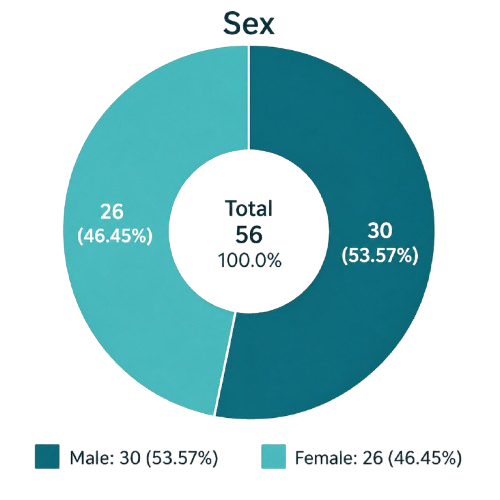 Sex
26
(46.45%)
Total
56
100.0%
30
(53.57%)
Male: 30 (53.57%)
Female: 26 (46.45%)